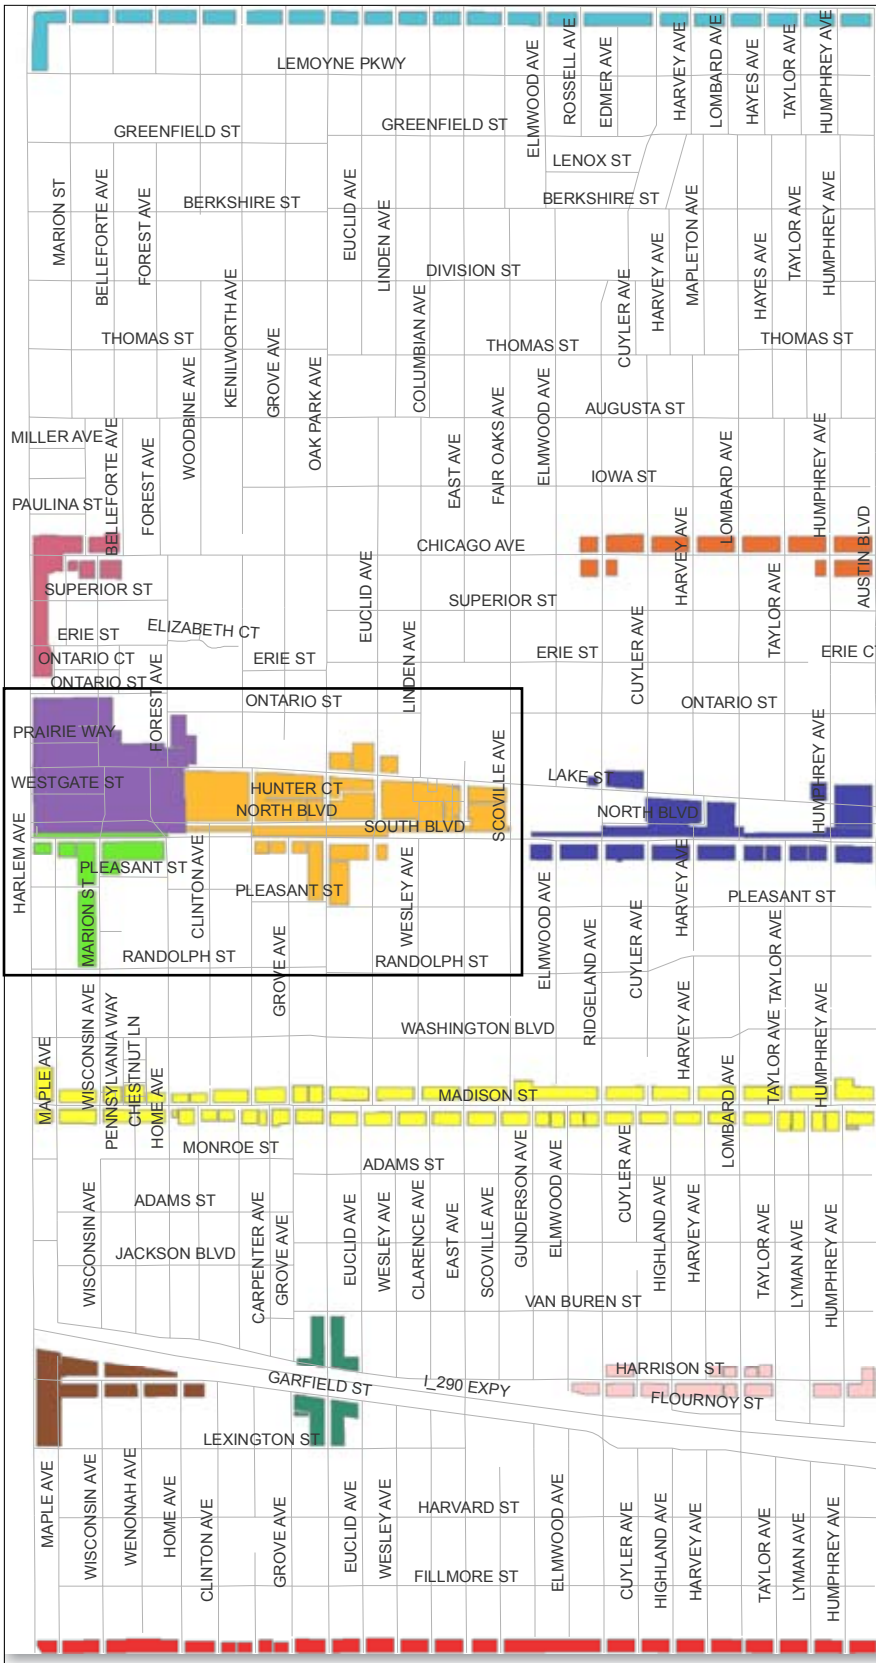 LEMOYNE PKWY
ELMWOOD AVE
ROSSELL AVE
EDMER AVE
HARVEY AVE
LOMBARD AVE
HAYES AVE
TAYLOR AVE
HUMPHREY AVE
GREENFIELD ST
GREENFIELD ST
LENOX ST
MARION ST
BELLEFORTE AVE
FOREST AVE
BERKSHIRE ST
EUCLID AVE
LINDEN AVE
BERKSHIRE ST
HARVEY AVE
MAPLETON AVE
HAYES AVE
TAYLOR AVE
HUMPHREY AVE
DIVISION ST
CUYLER AVE
KENILWORTH AVE
COLUMBIAN AVE
THOMAS ST
THOMAS ST
THOMAS ST
WOODBINE AVE
GROVE AVE
OAK PARK AVE
FAIR OAKS AVE
ELMWOOD AVE
AUGUSTA ST
MILLER AVE
BELLEFORTE AVE
FOREST AVE
EAST AVE
IOWA ST
LOMBARD AVE
HUMPHREY AVE
PAULINA ST
CHICAGO AVE
HARVEY AVE
AUSTIN BLVD
SUPERIOR ST
EUCLID AVE
SUPERIOR ST
TAYLOR AVE
ERIE ST
ELIZABETH CT
LINDEN AVE
CUYLER AVE
ONTARIO CT
ERIE ST
ERIE ST
ERIE C
ONTARIO ST
FOREST AVE
ONTARIO ST
ONTARIO ST
PRAIRIE WAY
SCOVILLE AVE
HUMPHREY AVE
WESTGATE ST
HUNTER CT
LAKE ST
NORTH BLVD
NORTH BLVD
SOUTH BLVD
HARLEM AVE
PLEASANT ST
CLINTON AVE
MARION ST
PLEASANT ST
WESLEY AVE
HARVEY AVE
PLEASANT ST
RANDOLPH ST
GROVE AVE
RANDOLPH ST
ELMWOOD AVE
RIDGELAND AVE
CUYLER AVE
TAYLOR AVE
WISCONSIN AVE
PENNSYLVANIA WAY
CHESTNUT LN
WASHINGTON BLVD
HARVEY AVE
TAYLOR AVE
HUMPHREY AVE
MAPLE AVE
HOME AVE
MADISON ST
LOMBARD AVE
MONROE ST
ADAMS ST
GUNDERSON AVE
ELMWOOD AVE
CUYLER AVE
WISCONSIN AVE
ADAMS ST
CARPENTER AVE
GROVE AVE
EUCLID AVE
WESLEY AVE
CLARENCE AVE
EAST AVE
SCOVILLE AVE
HIGHLAND AVE
HARVEY AVE
TAYLOR AVE
LYMAN AVE
HUMPHREY AVE
JACKSON BLVD
VAN BUREN ST
GARFIELD ST
I_290 EXPY
HARRISON ST
FLOURNOY ST
LEXINGTON ST
MAPLE AVE
WISCONSIN AVE
WENONAH AVE
HOME AVE
CLINTON AVE
GROVE AVE
EUCLID AVE
WESLEY AVE
HARVARD ST
ELMWOOD AVE
CUYLER AVE
HIGHLAND AVE
HARVEY AVE
TAYLOR AVE
LYMAN AVE
HUMPHREY AVE
FILLMORE ST